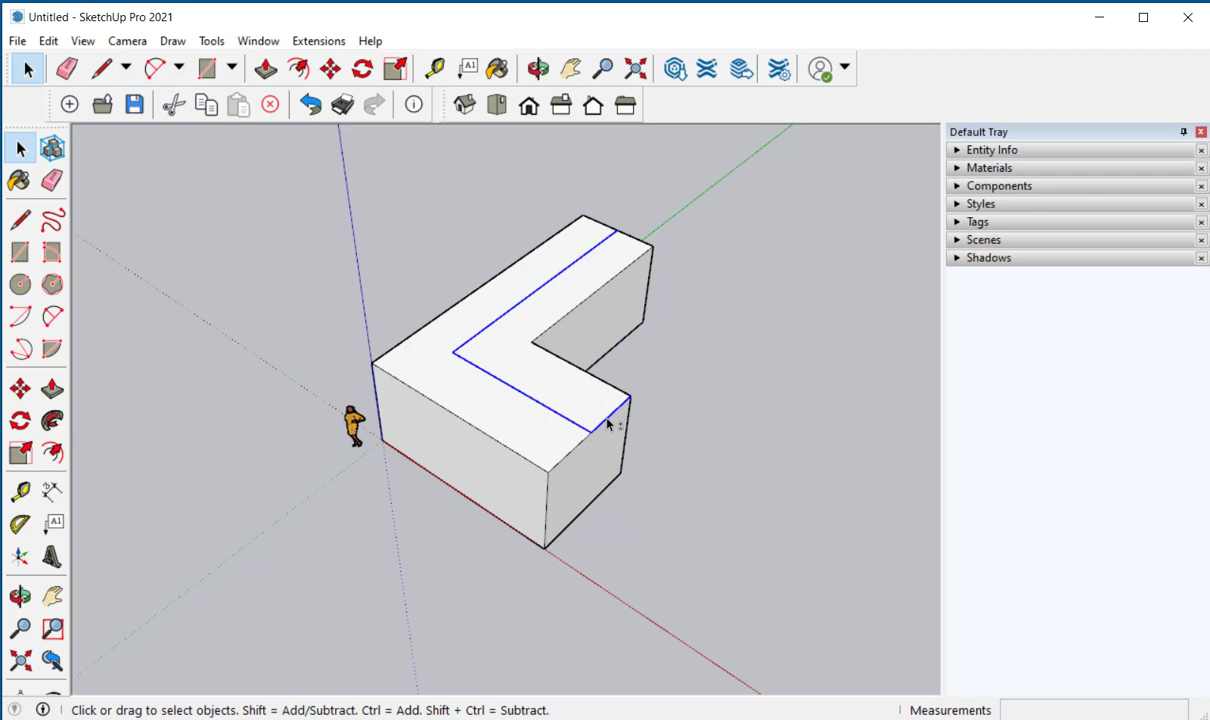 Untitled - SketchUp Pro 2021
File Edit View Camera Draw Tools Window Extensions Help
A1
Default Tray
Entity Info
Materials
Components
Styles
Tags
Scenes
Shadows
A1
Click or drag to select objects. Shift = Add/Subtract. Ctrl = Add. Shift + Ctrl = Subtract.
Measurements